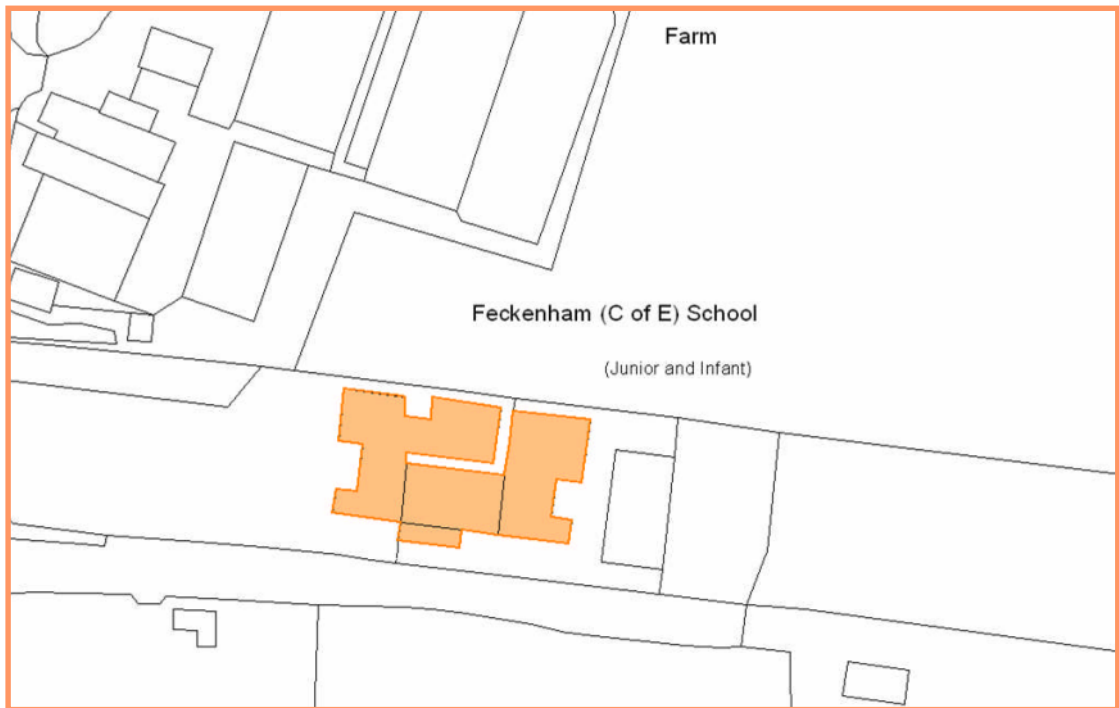 Farm
Feckenham (C of E) School
(Junior and Infant)